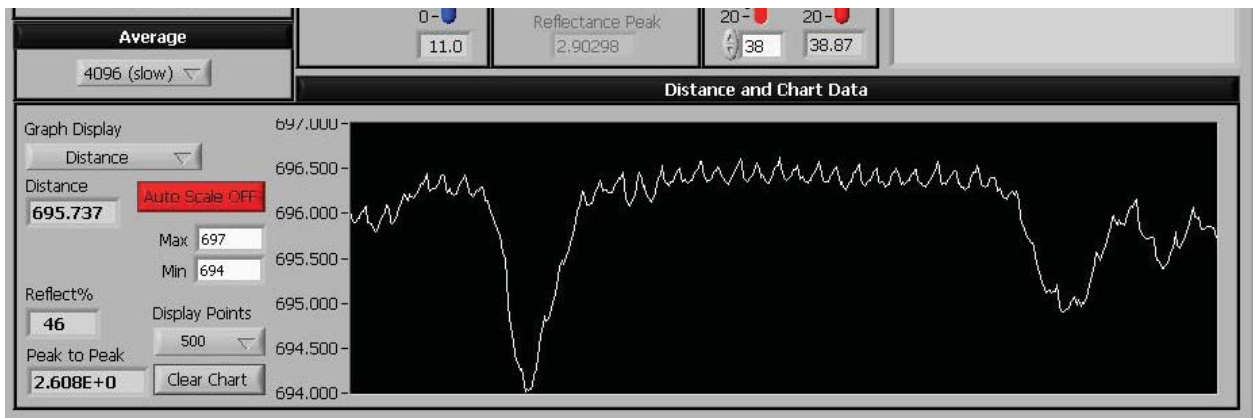 0-
11.0
Reflectance Peak
2.90298
20- 20-
38 38.87
Average
4096 (slow)
Distance and Chart Data
Graph Display
Distance
Distance
695.737
Auto Scale OFF
Max 697
Min 694
Reflect%
46
Display Points
500
Peak to Peak
2.608E+0
Clear Chart
697.000-
696.500-
696.000-
695.500-
695.000-
694.500-
694.000-